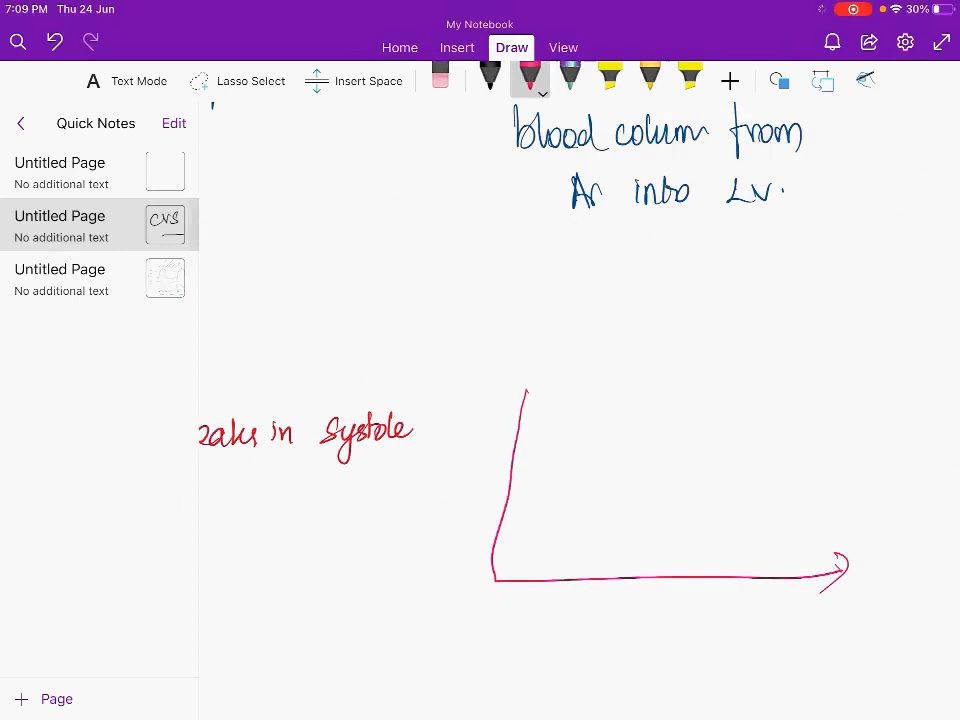 7:09 PM Thu 24 Jun
30%
My Notebook
Home Insert Draw View
A Text Mode Lasso Select Insert Space
Quick Notes Edit
Untitled Page
No additional text
Untitled Page
No additional text
CNS
Untitled Page
No additional text
blood column from
Ar into LV.
eaks in Systole
+ Page